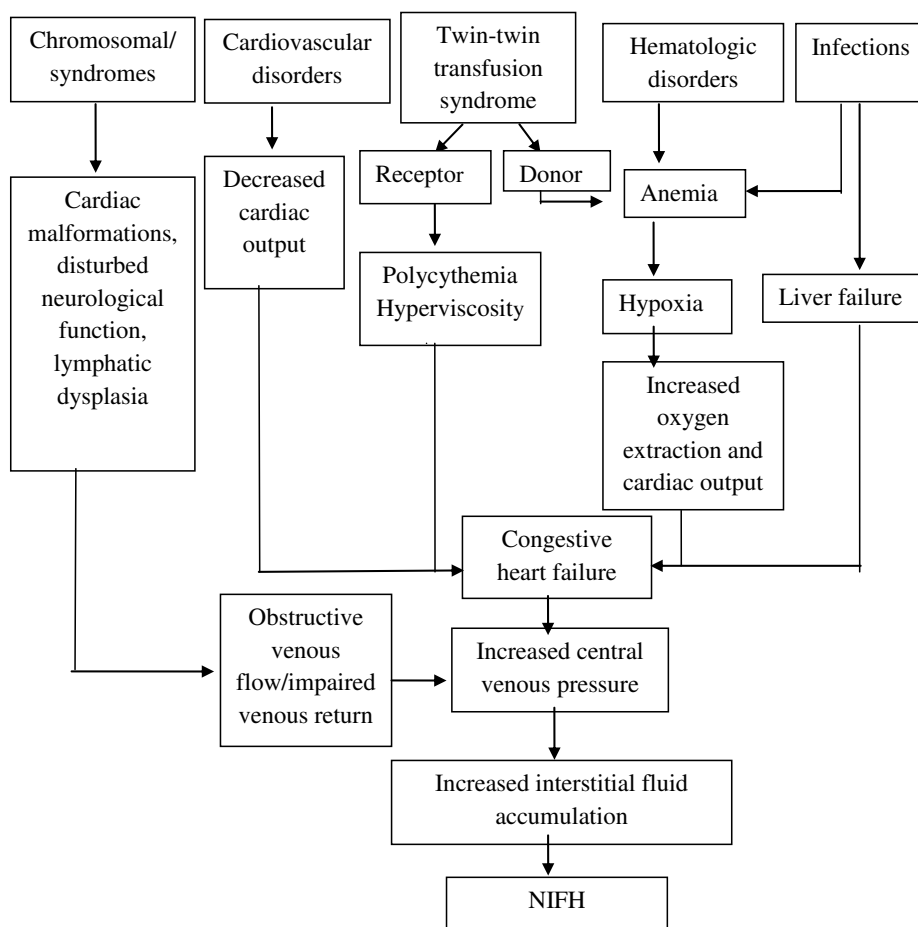 Chromosomal/
syndromes
Cardiovascular
disorders
Twin-twin
transfusion
syndrome
Hematologic
disorders
Infections
Cardiac
malformations,
disturbed
neurological
function,
lymphatic
dysplasia
Decreased
cardiac
output
Receptor
Donor
Anemia
Polycythemia
Hyperviscosity
Hypoxia
Liver failure
Increased
oxygen
extraction and
cardiac output
Congestive
heart failure
Obstructive
venous
flow/impaired
venous return
Increased central
venous pressure
Increased interstitial fluid
accumulation
NIFH